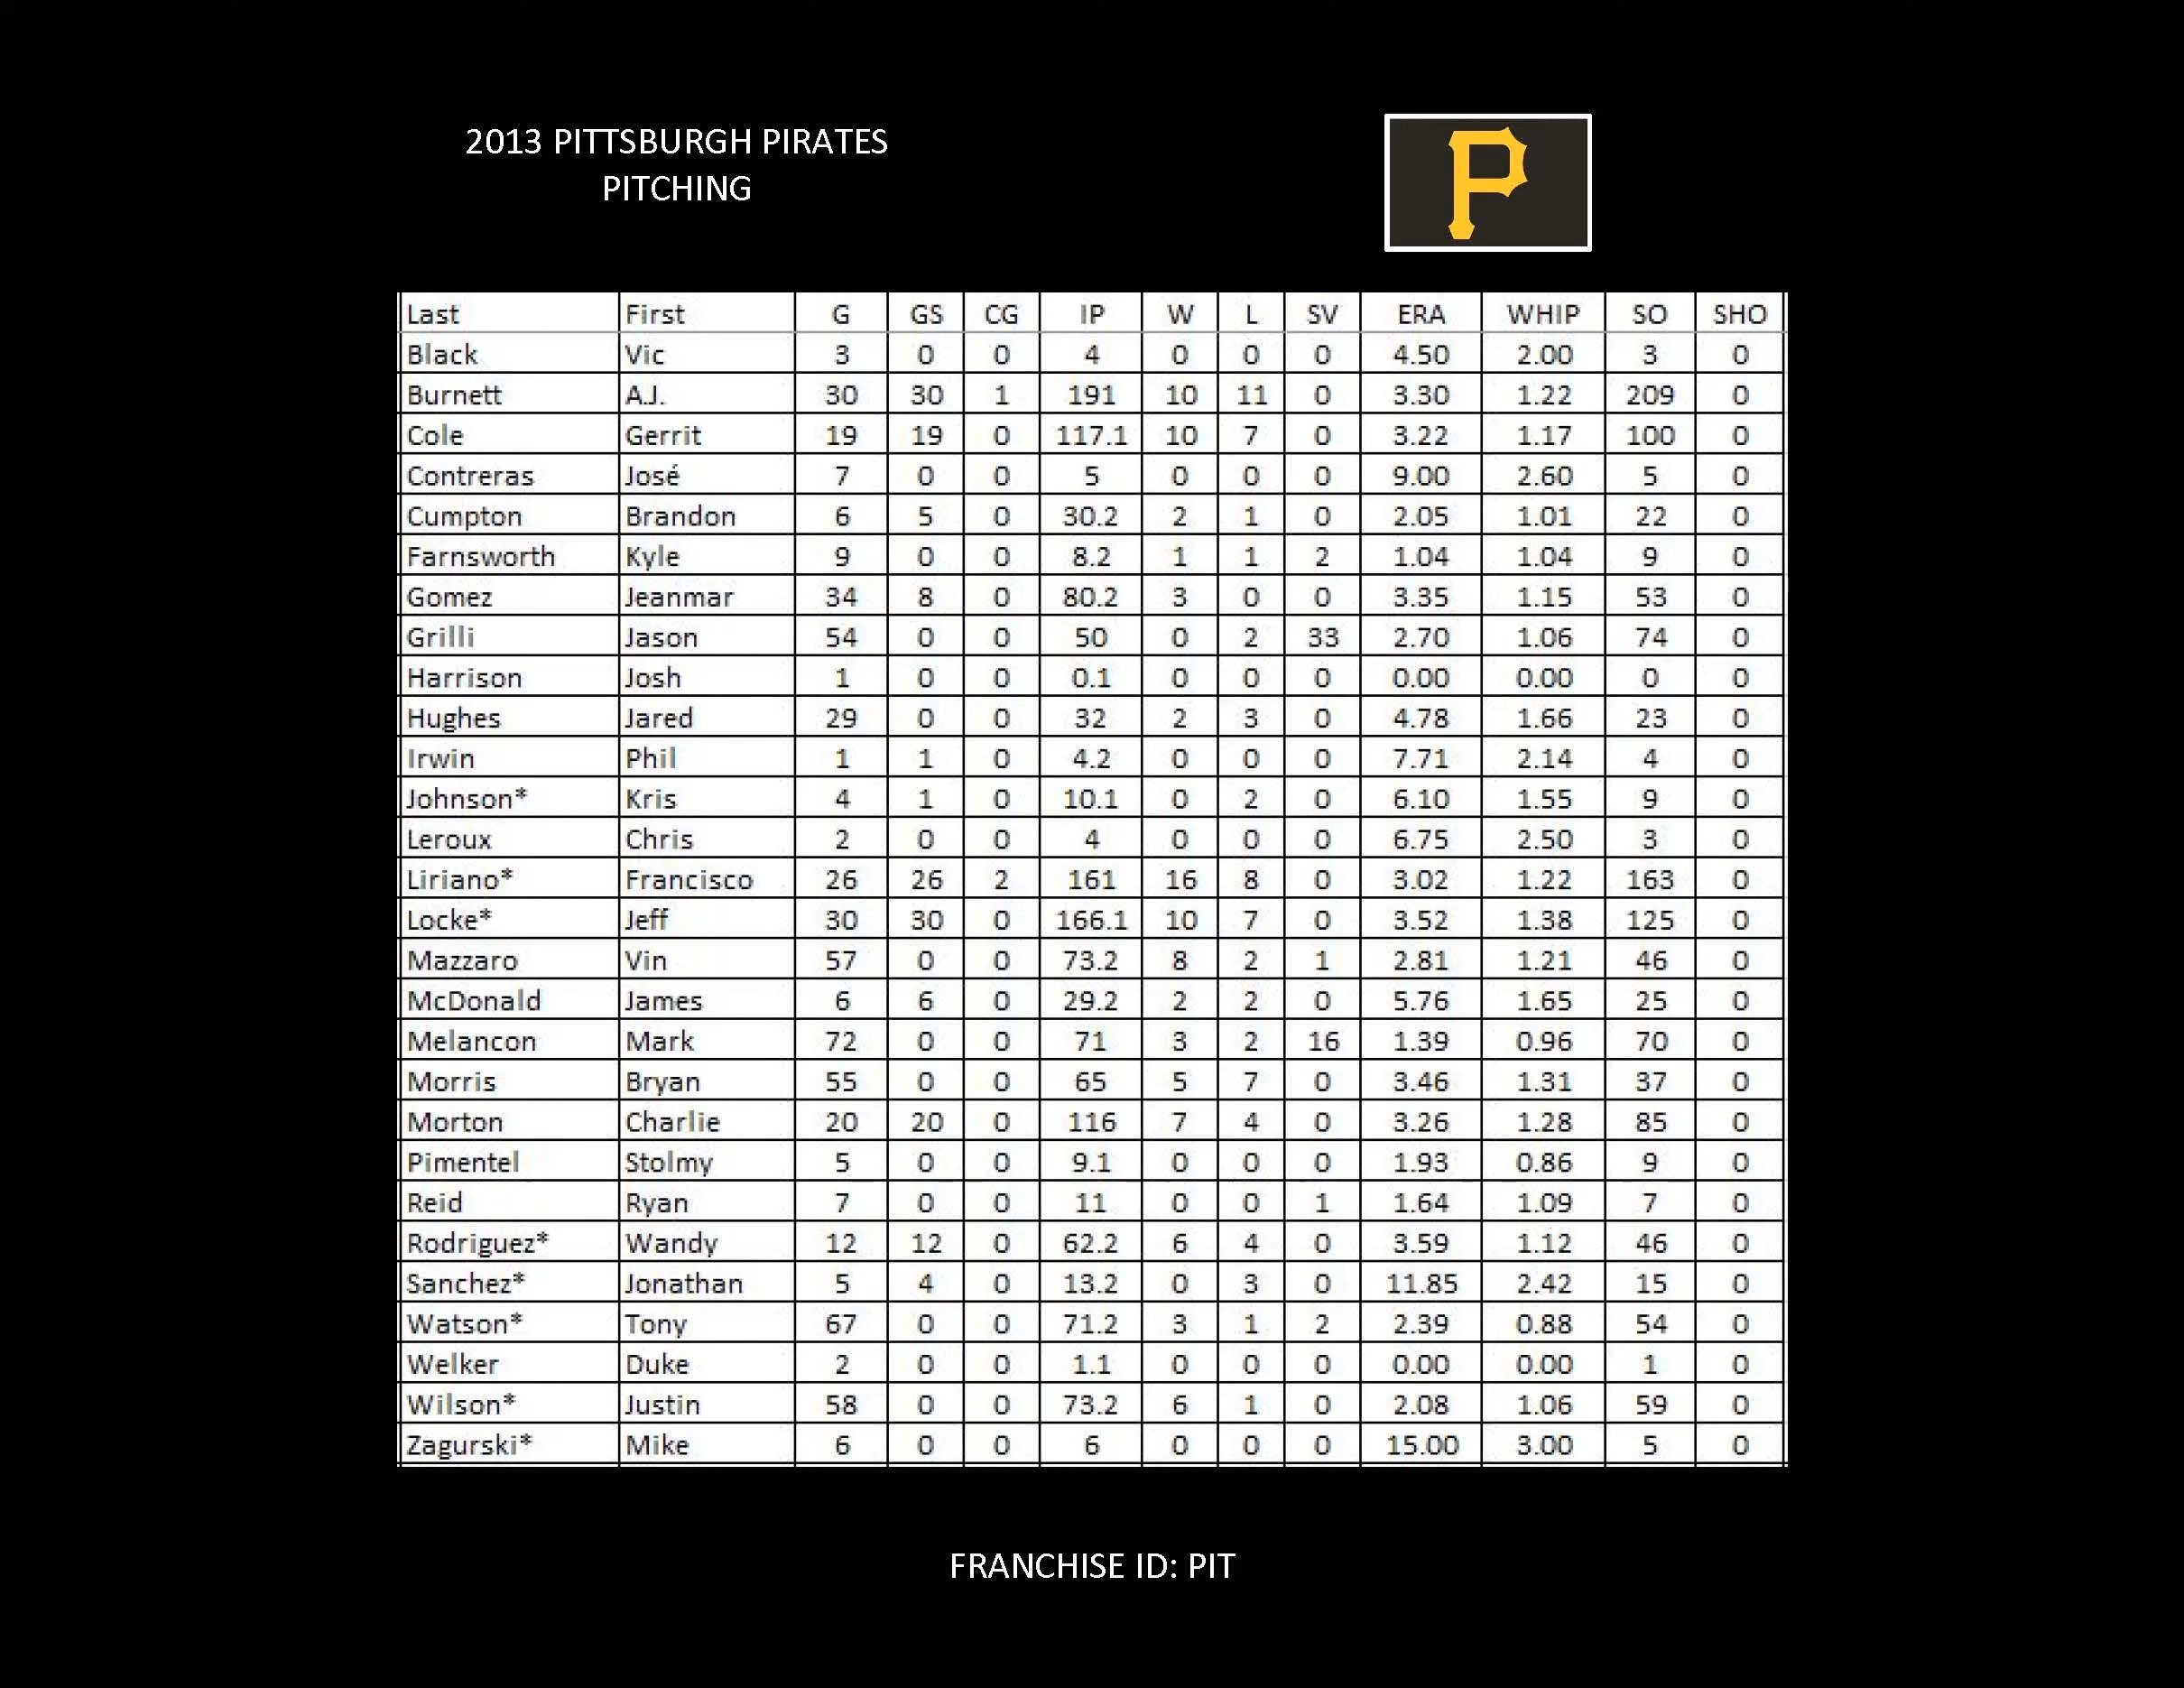 2013 PITTSBURGH PIRATES
PITCHING
P
Last First G GS CG IP W L SV ERA WHIP SO SHO
Black Vic 3 0 0 4 0 0 0 4.50 2.00 3 0
Burnett A.J. 30 30 1 191 10 11 0 3.30 1.22 209 0
Cole Gerrit 19 19 0 117.1 10 7 0 3.22 1.17 100 0
Contreras José 7 0 0 5 0 0 0 9.00 2.60 5 0
Cumpton Brandon 6 5 0 30.2 2 1 0 2.05 1.01 22 0
Farnsworth Kyle 9 0 0 8.2 1 1 2 1.04 1.04 9 0
Gomez Jeanmar 34 8 0 80.2 3 0 0 3.35 1.15 53 0
Grilli Jason 54 0 0 50 0 2 33 2.70 1.06 74 0
Harrison Josh 1 0 0 0.1 0 0 0 0.00 0.00 0 0
Hughes Jared 29 0 0 32 2 3 0 4.78 1.66 23 0
Irwin Phil 1 1 0 4.2 0 0 0 7.71 2.14 4 0
Johnson* Kris 4 1 0 10.1 0 2 0 6.10 1.55 9 0
Leroux Chris 2 0 0 4 0 0 0 6.75 2.50 3 0
Liriano* Francisco 26 26 2 161 16 8 0 3.02 1.22 163 0
Locke* Jeff 30 30 0 166.1 10 7 0 3.52 1.38 125 0
Mazzaro Vin 57 0 0 73.2 8 2 1 2.81 1.21 46 0
McDonald James 6 6 0 29.2 2 2 0 5.76 1.65 25 0
Melancon Mark 72 0 0 71 3 2 16 1.39 0.96 70 0
Morris Bryan 55 0 0 65 5 7 0 3.46 1.31 37 0
Morton Charlie 20 20 0 116 7 4 0 3.26 1.28 85 0
Pimentel Stolmy 5 0 0 9.1 0 0 0 1.93 0.86 9 0
Reid Ryan 7 0 0 11 0 0 1 1.64 1.09 7 0
Rodriguez* Wandy 12 12 0 62.2 6 4 0 3.59 1.12 46 0
Sanchez* Jonathan 5 4 0 13.2 0 3 0 11.85 2.42 15 0
Watson* Tony 67 0 0 71.2 3 1 2 2.39 0.88 54 0
Welker Duke 2 0 0 1.1 0 0 0 0.00 0.00 1 0
Wilson* Justin 58 0 0 73.2 6 1 0 2.08 1.06 59 0
Zagurski* Mike 6 0 0 6 0 0 0 15.00 3.00 5 0
FRANCHISE ID: PIT